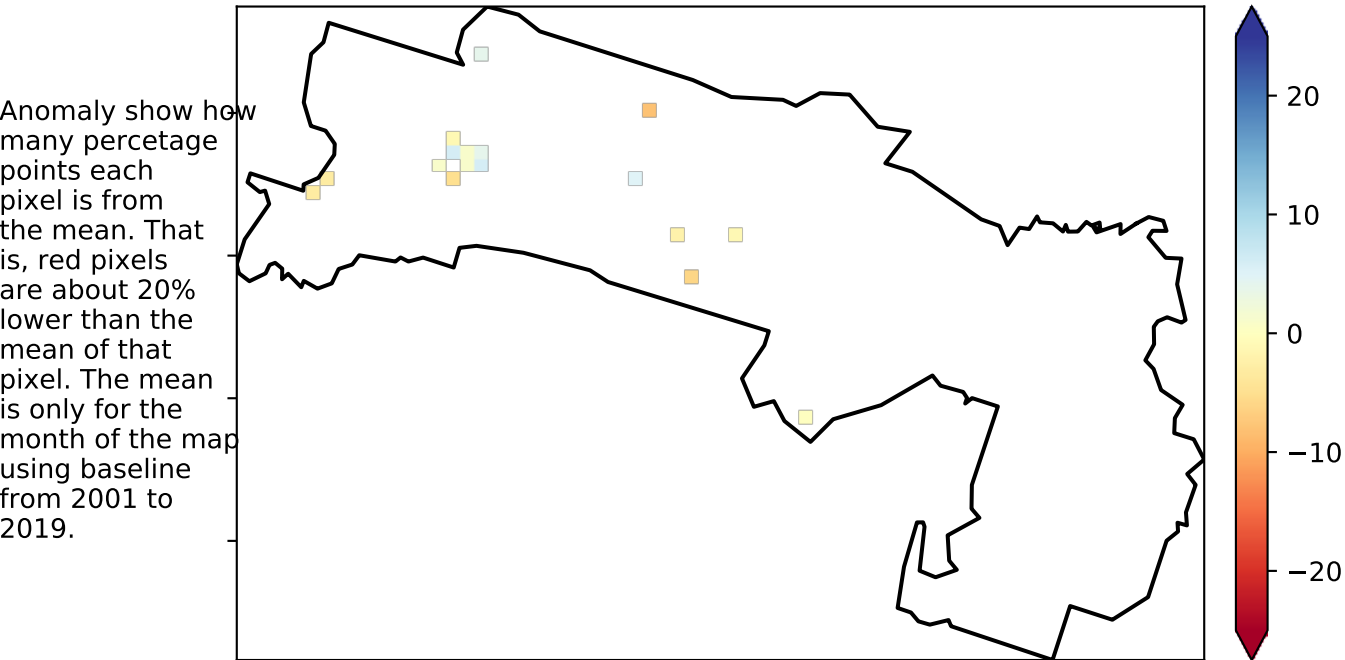 Anomaly show how
many percetage
points each
pixel is from
the mean. That
is, red pixels
are about 20%
lower than the
mean of that
pixel. The mean
is only for the
month of the map
using baseline
from 2001 to
2019.
20
10
0
−10
−20